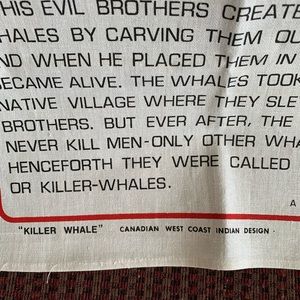 HIS EVIL BROTHERS CREATE
HALES BY CARVING THEM OU
ND WHEN HE PLACED THEM IN
BECAME ALIVE. THE WHALES TOOK
NATIVE VILLAGE WHERE THEY SLE
BROTHERS. BUT EVER AFTER, THE
NEVER KILL MEN-ONLY OTHER WHA
HENCEFORTH THEY WERE CALLED
OR KILLER-WHALES.
A
"KILLER WHALE" CANADIAN WEST COAST INDIAN DESIGN ·